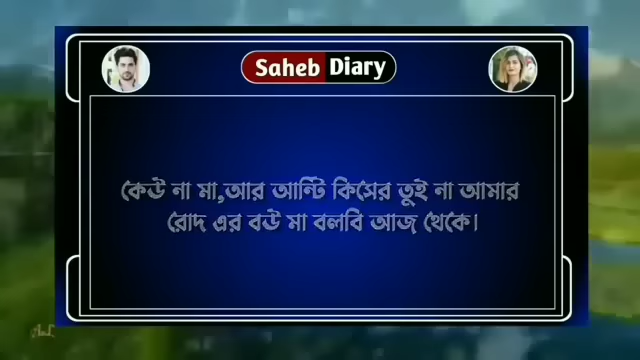 Saheb Diary
কেউ না মা,আর আন্টি কিসের তুই না আমার
রোদ এর বউ মা বলবি আজ থেকে।